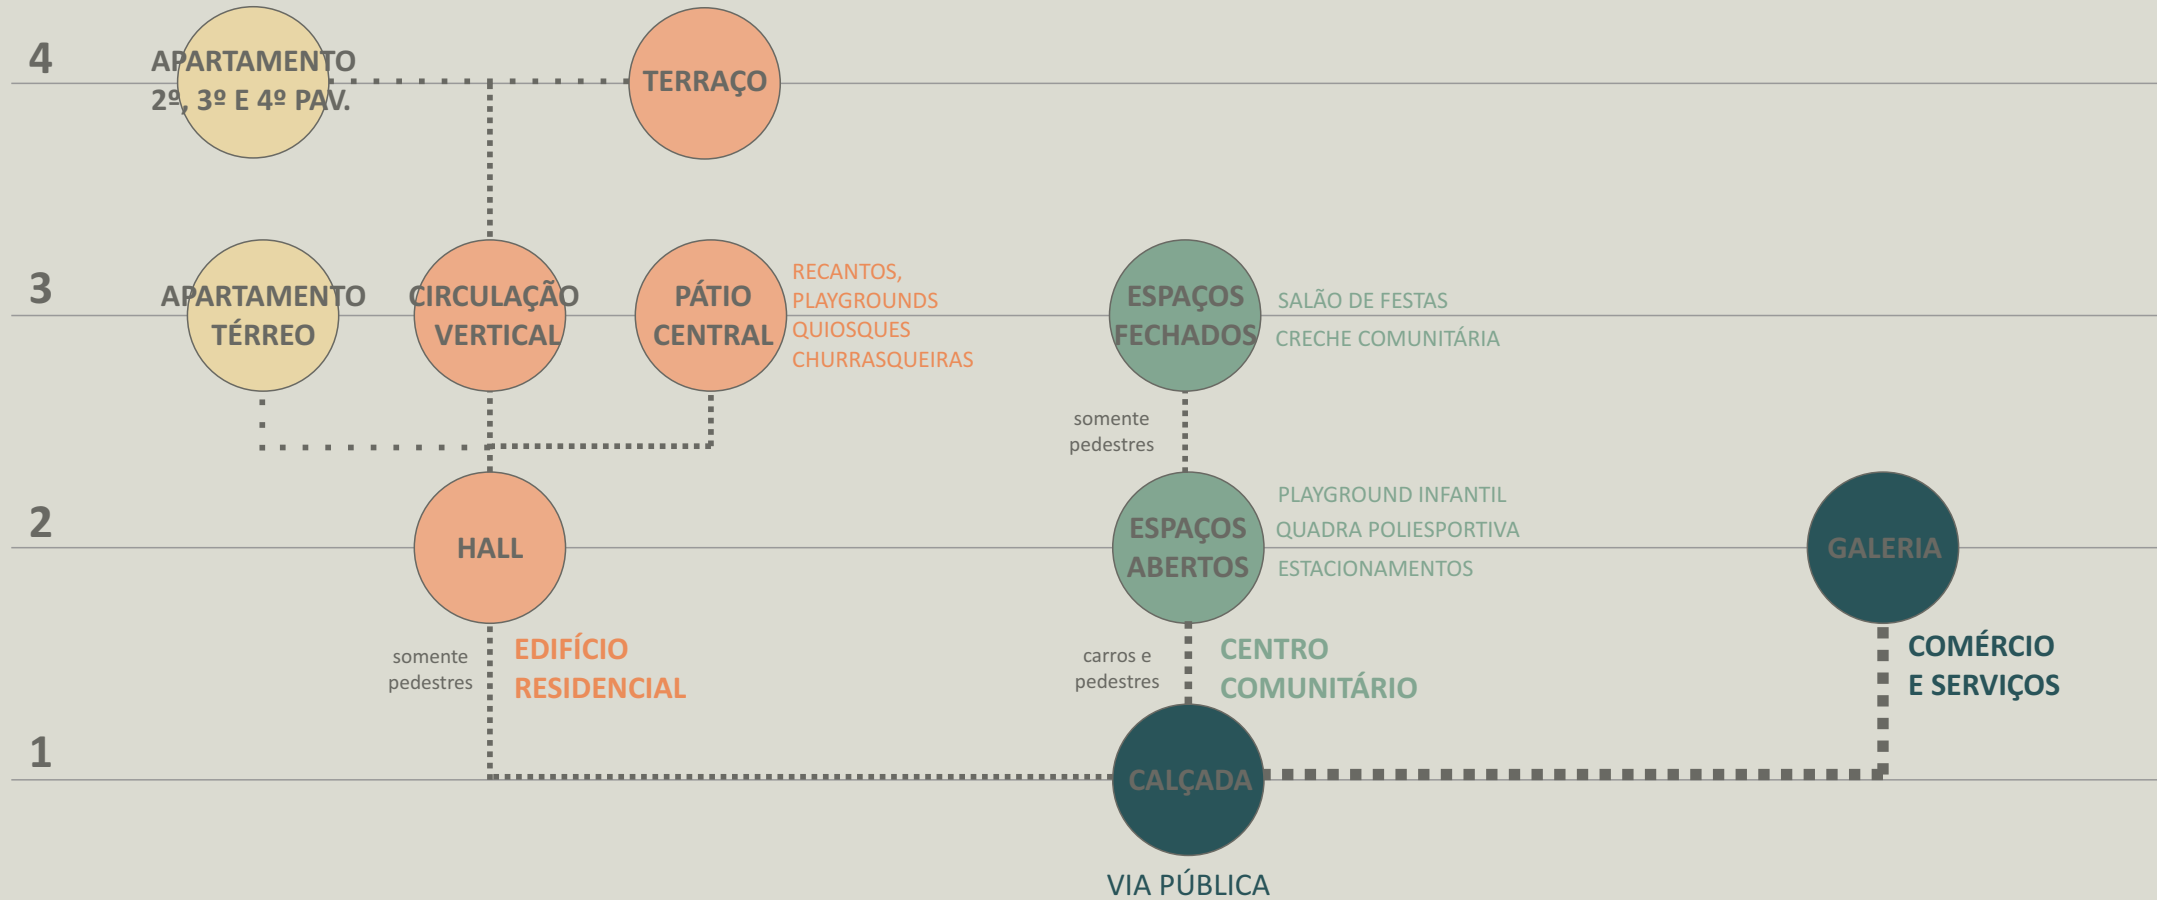 4
APARTAMENTO
2º, 3º E 4º PAV.
TERRAÇO
3
APARTAMENTO
TÉRREO
CIRCULAÇÃO
VERTICAL
PÁTIO
CENTRAL
RECANTOS,
PLAYGROUNDS
QUIOSQUES
CHURRASQUEIRAS
ESPAÇOS
FECHADOS
SALÃO DE FESTAS
CRECHE COMUNITÁRIA
somente
pedestres
2
HALL
ESPAÇOS
ABERTOS
PLAYGROUND INFANTIL
QUADRA POLIESPORTIVA
ESTACIONAMENTOS
GALERIA
somente
pedestres
EDIFÍCIO
RESIDENCIAL
carros e
pedestres
CENTRO
COMUNITÁRIO
COMÉRCIO
E SERVIÇOS
1
CALÇADA
VIA PÚBLICA